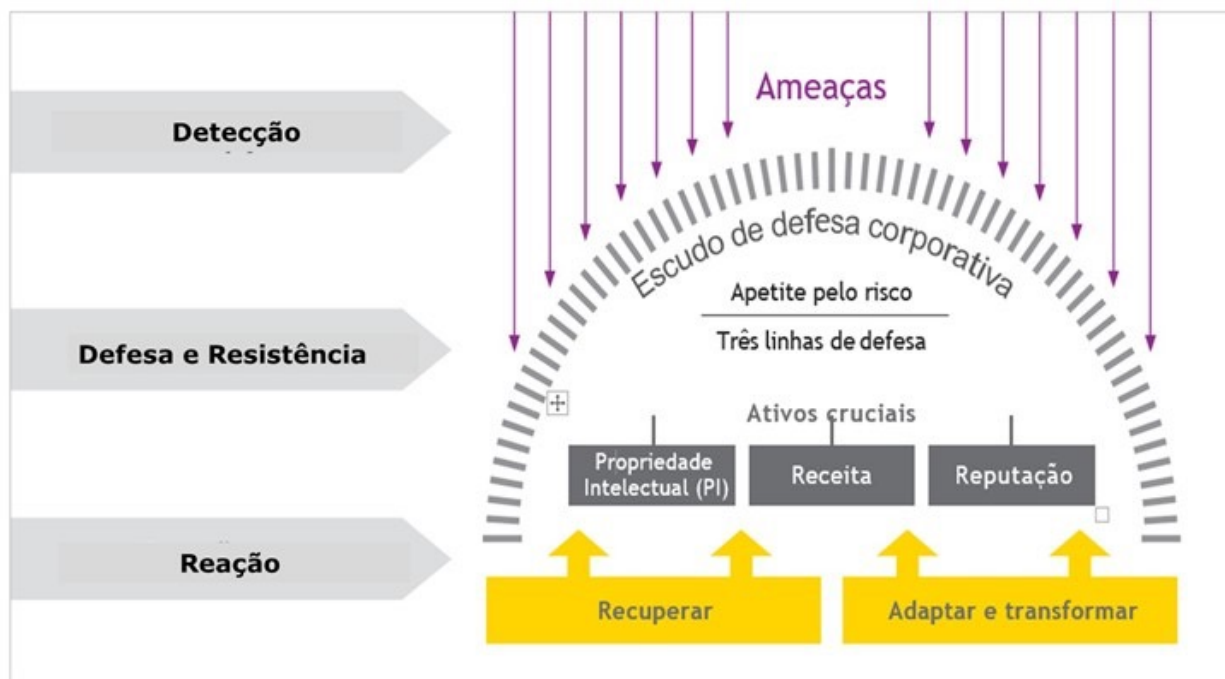 Ameaças
Detecção
Escudo de defesa corporativa
Apetite pelo risco
Três linhas de defesa
Defesa e Resistência
Ativos cruciais
Propriedade
Intelectual (PI)
Receita
Reputação
Reação
Recuperar
Adaptar e transformar